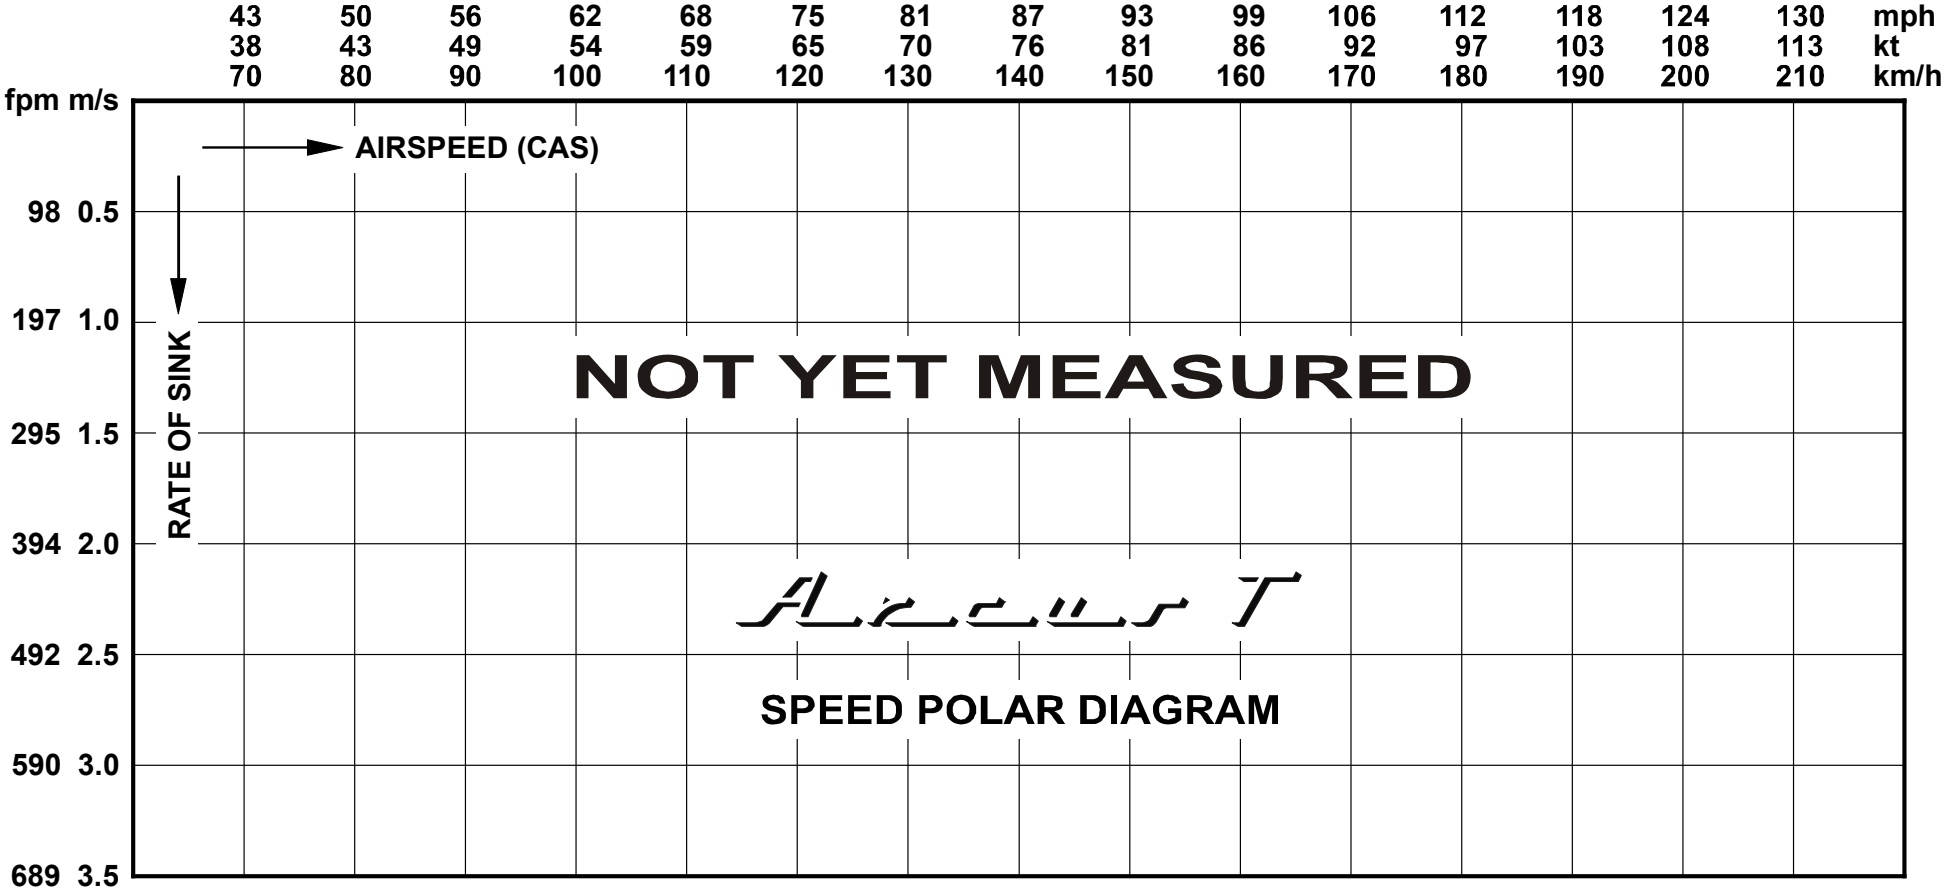 43 50 56 62 68 75 81 87 93 99 106 112 118 124 130 mph
38 43 49 54 59 65 70 76 81 86 92 97 103 108 113 kt
70 80 90 100 110 120 130 140 150 160 170 180 190 200 210 km/h
fpm m/s
AIRSPEED (CAS)
98 0.5
197 1.0
RATE OF SINK
NOT YET MEASURED
295 1.5
394 2.0
Arcus T
492 2.5
SPEED POLAR DIAGRAM
590 3.0
689 3.5